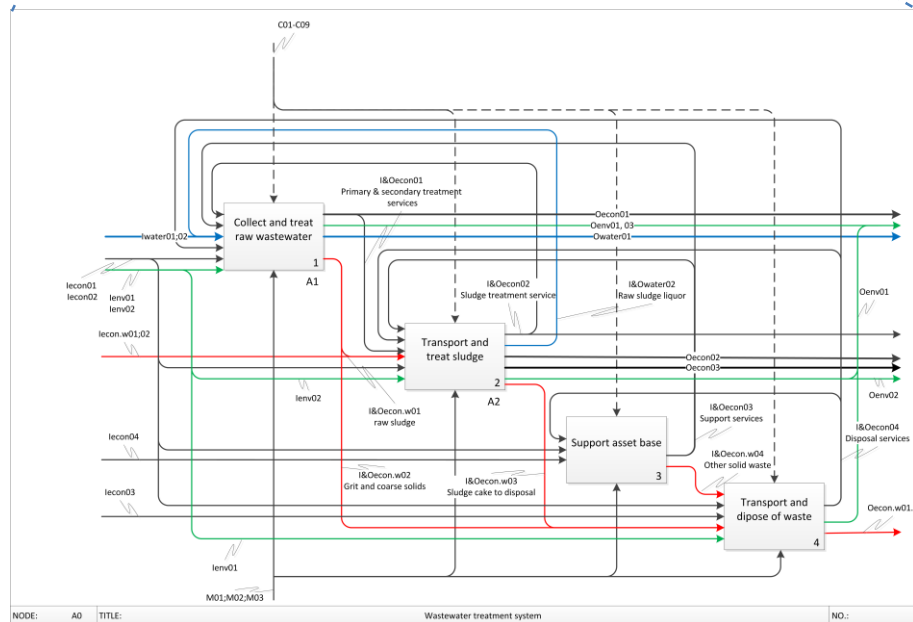 C01-C09
I&Oecon01
Primary & secondary treatment
services
Collect and treat
raw wastewater
1
A1
Iwater01;02
Oecon01
Oenv01, 03
Owater01
Iecon01
Iecon02
Ienv01
Ienv02
I&Oecon02
Sludge treatment service
I&Owater02
Raw sludge liquor
Oenv01
Iecon.w01;02
Transport and
treat sludge
2
A2
Oecon02
Oecon03
Ienv02
Oenv02
I&Oecon.w01
raw sludge
I&Oecon03
Support services
I&Oecon04
Disposal services
Iecon04
Support asset base
3
I&Oecon.w04
Other solid waste
I&Oecon.w02
Grit and coarse solids
I&Oecon.w03
Sludge cake to disposal
Iecon03
Transport and
dipose of waste
4
Oecon.w01.
Ienv01
M01;M02;M03
NODE: A0 TITLE: Wastewater treatment system NO.: